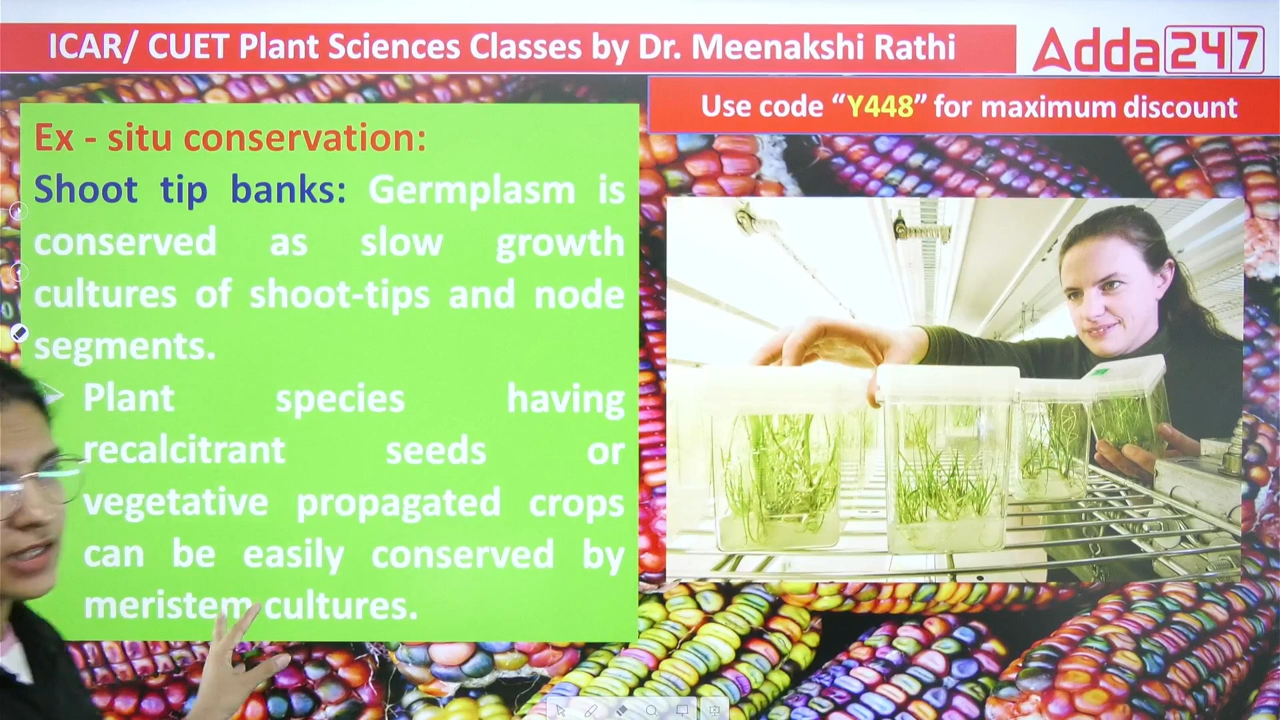 ICAR/ CUET Plant Sciences Classes by Dr. Meenakshi Rathi
Adda247
Use code “Y448” for maximum discount
Ex - situ conservation:
Shoot tip banks: Germplasm is
conserved as slow growth
cultures of shoot-tips and node
segments.
Plant species having
recalcitrant seeds or
vegetative propagated crops
can be easily conserved by
meristem cultures.